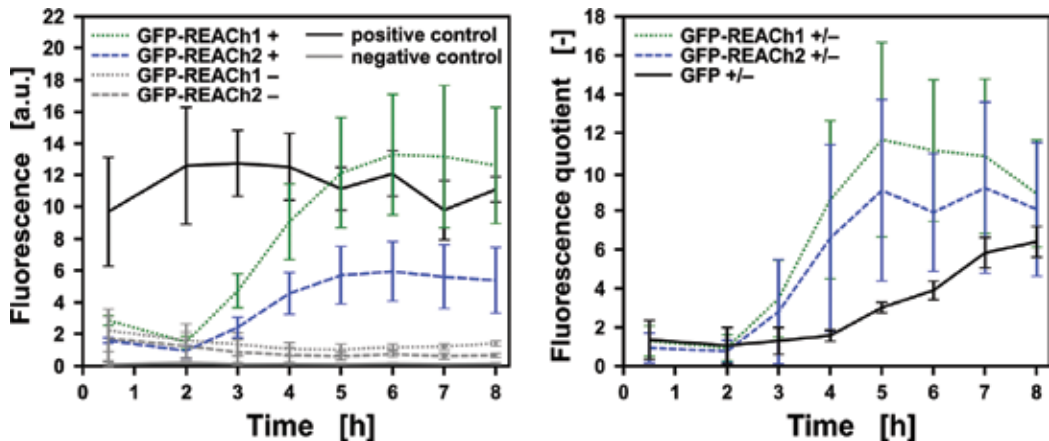 22
20
18
16
14
12
10
8
6
4
2
0
Fluorescence [a.u.]
GFP-REACh1 +
GFP-REACh2 +
GFP-REACh1 –
GFP-REACh2 –
positive control
negative control
0 1 2 3 4 5 6 7 8
Time [h]
18
16
14
12
10
8
6
4
2
0
Fluorescence quotient [-]
GFP-REACh1 +/–
GFP-REACh2 +/–
GFP +/–
0 1 2 3 4 5 6 7 8
Time [h]